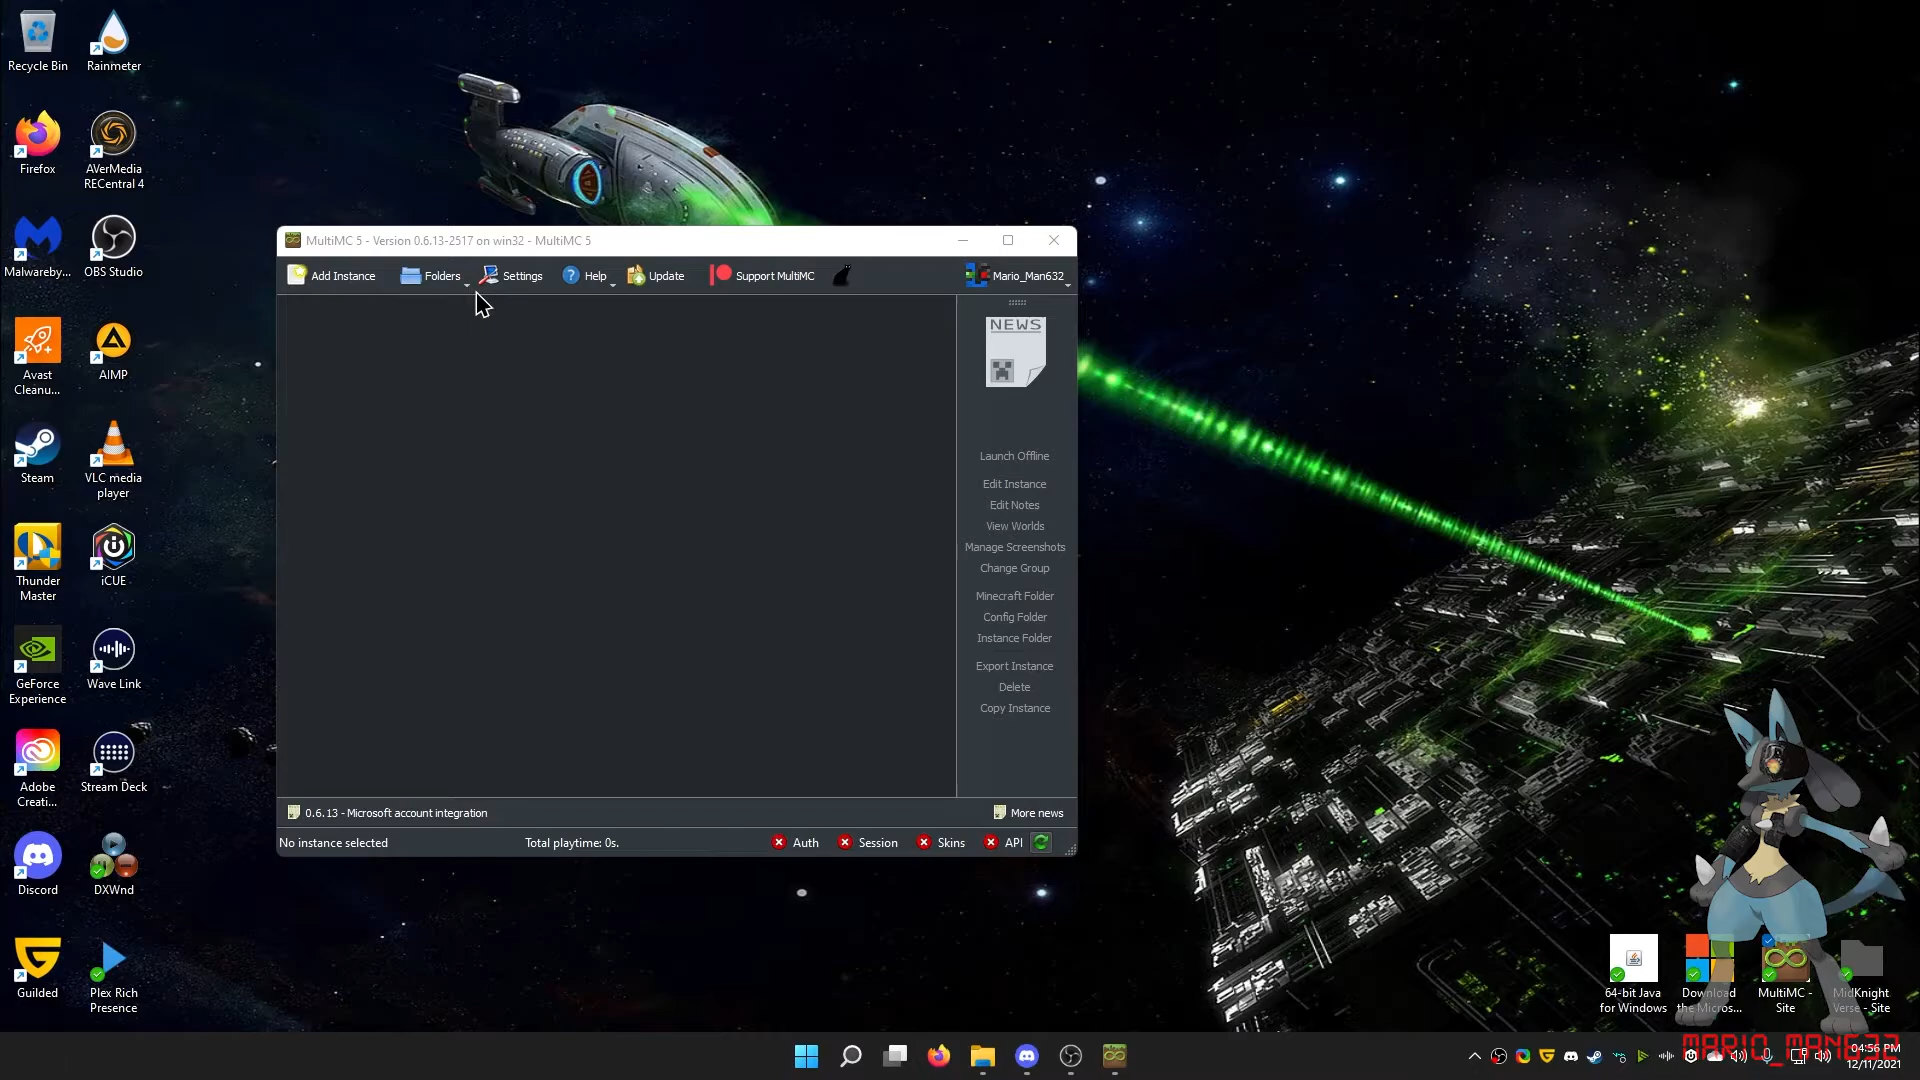 Recycle Bin
Rainmeter
Firefox
AVerMedia
RECentral 4
Malwareby...
OBS Studio
Avast
Cleanu...
AIMP
Steam
VLC media
player
Thunder
Master
iCUE
GeForce
Experience
Wave Link
Adobe
Creati...
Stream Deck
Discord
DXWnd
Guilded
Plex Rich
Presence
MultiMC 5 - Version 0.6.13-2517 on win32 - MultiMC 5
Add Instance
Folders
Settings
Help
Update
Support MultiMC
Mario_Man632
NEWS
Launch Offline
Edit Instance
Edit Notes
View Worlds
Manage Screenshots
Change Group
Minecraft Folder
Config Folder
Instance Folder
Export Instance
Delete
Copy Instance
0.6.13 - Microsoft account integration
More news
No instance selected
Total playtime: 0s.
Auth
Session
Skins
API
64-bit Java
for Windows
Download
the Micros...
MultiMC -
Site
MidKnight
Verse - Site
MARIO_MAN632
04:56 PM
12/11/2021